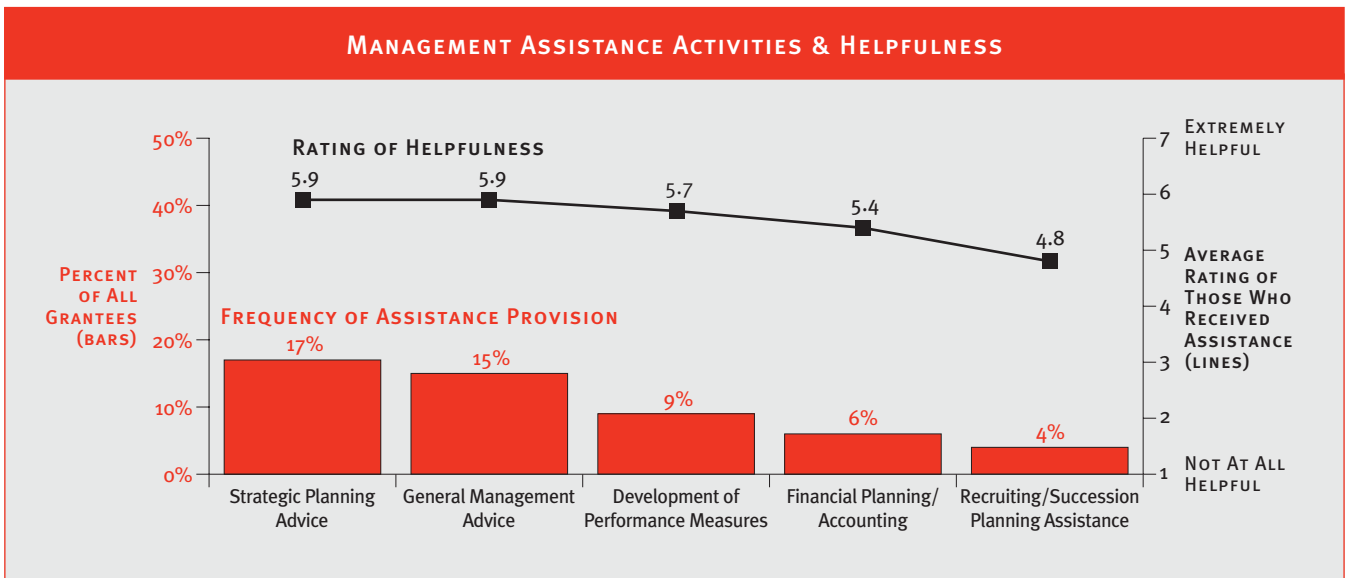 Management Assistance Activities & Helpfulness
50%
40%
30%
20%
10%
0%
Percent
of All
Grantees
(bars)
Rating of Helpfulness
5.9
5.9
5.7
5.4
4.8
Frequency of Assistance Provision
17%
15%
9%
6%
4%
7
6
5
4
3
2
1
Extremely
Helpful
Average
Rating of
Those Who
Received
Assistance
(lines)
Not At All
Helpful
Strategic Planning
Advice
General Management
Advice
Development of
Performance Measures
Financial Planning/
Accounting
Recruiting/Succession
Planning Assistance